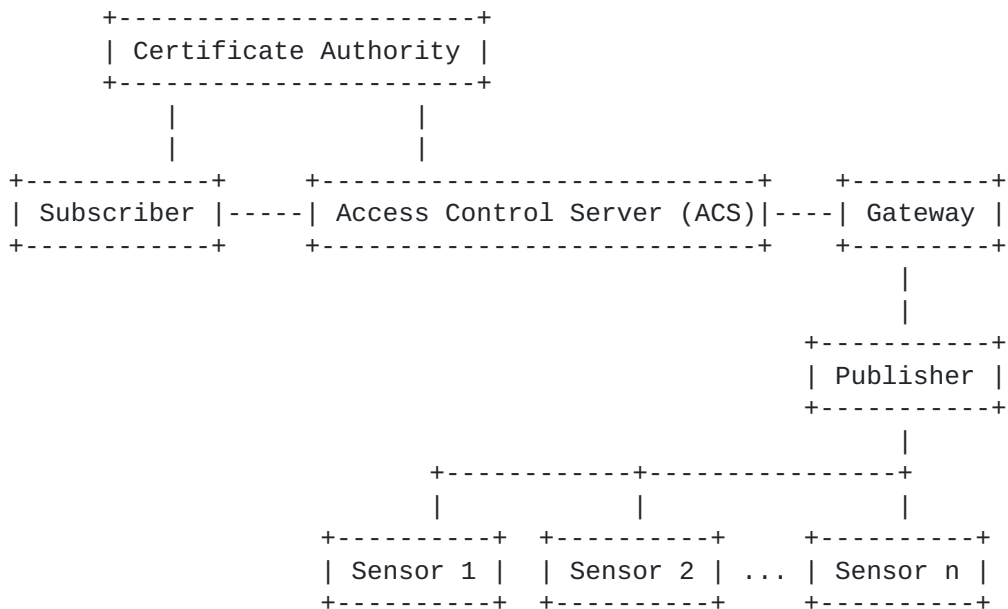 Certificate Authority
Subscriber Access Control Server (ACS) Gateway
Publisher
Sensor 1 Sensor 2 ... Sensor n